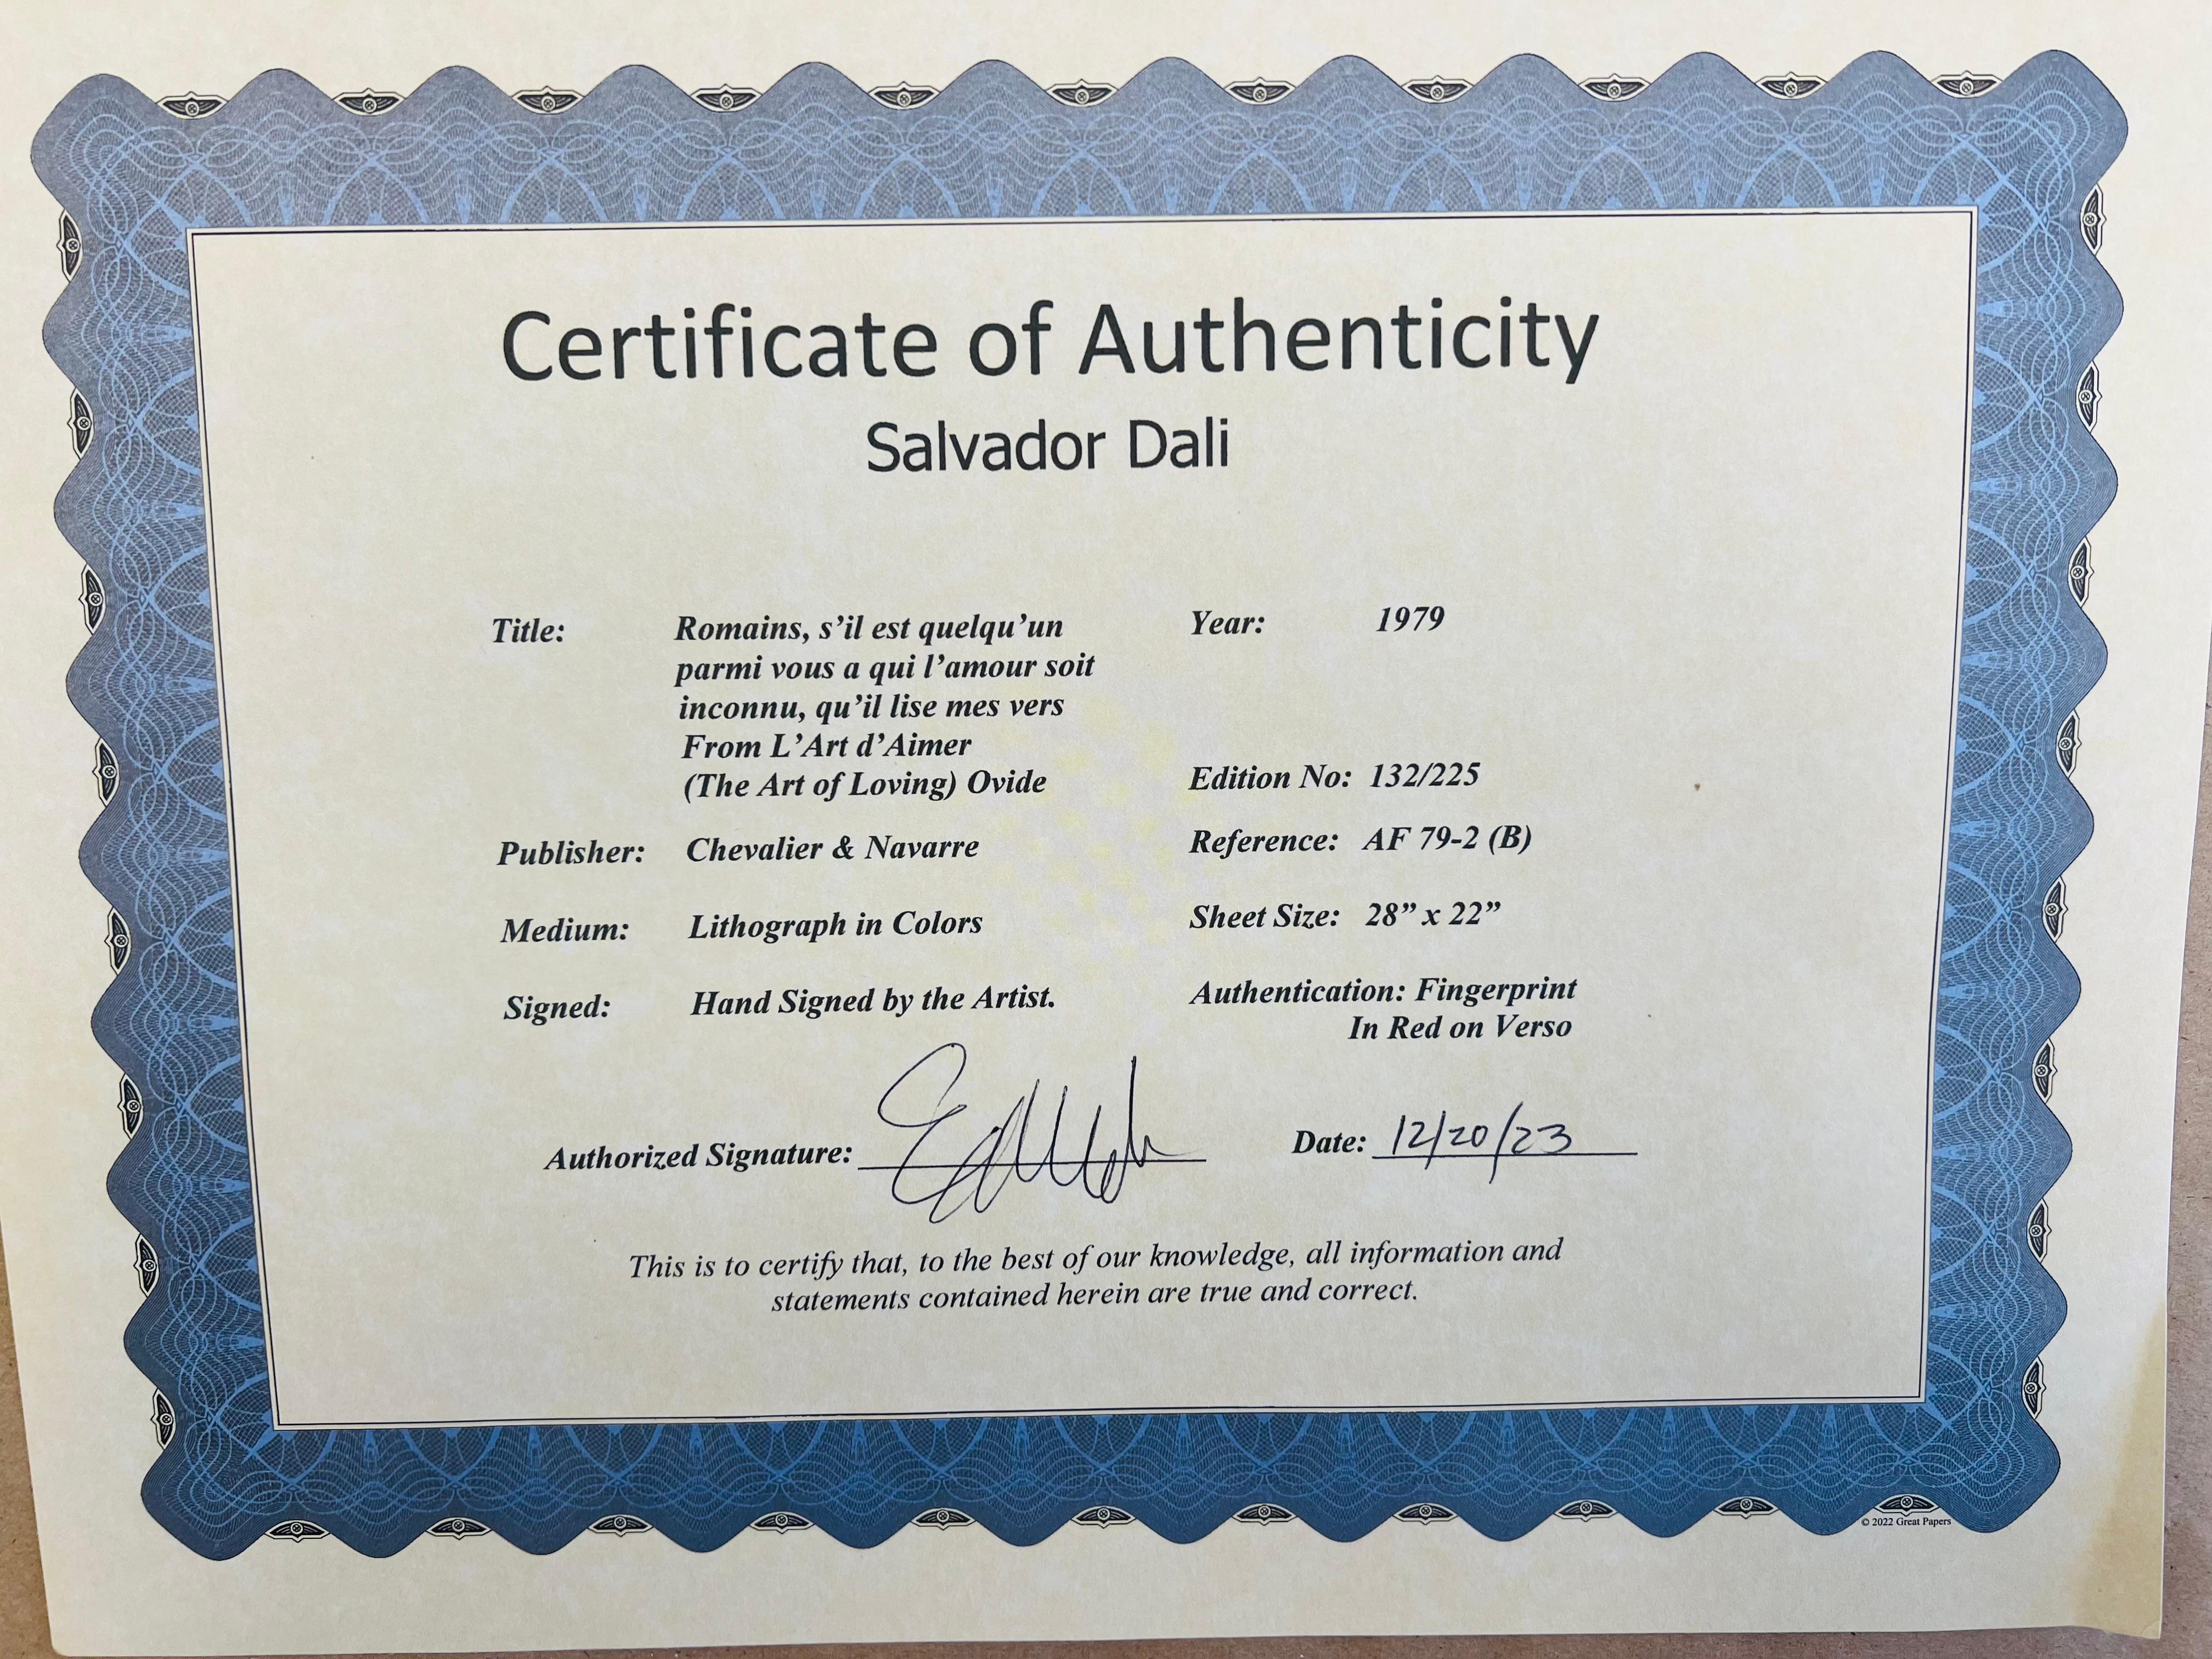 Certificate of Authenticity
Salvador Dali
Title: Romains, s'il est quelqu'un
parmi vous a qui l'amour soit
inconnu, qu'il lise mes vers
From L'Art d'Aimer
(The Art of Loving) Ovide
Year: 1979
Edition No: 132/225
Publisher: Chevalier & Navarre
Reference: AF 79-2 (B)
Medium: Lithograph in Colors
Sheet Size: 28” x 22”
Signed: Hand Signed by the Artist.
Authentication: Fingerprint
In Red on Verso
Authorized Signature:
Date: 12/20/23
This is to certify that, to the best of our knowledge, all information and
statements contained herein are true and correct.
© 2022 Great Papers